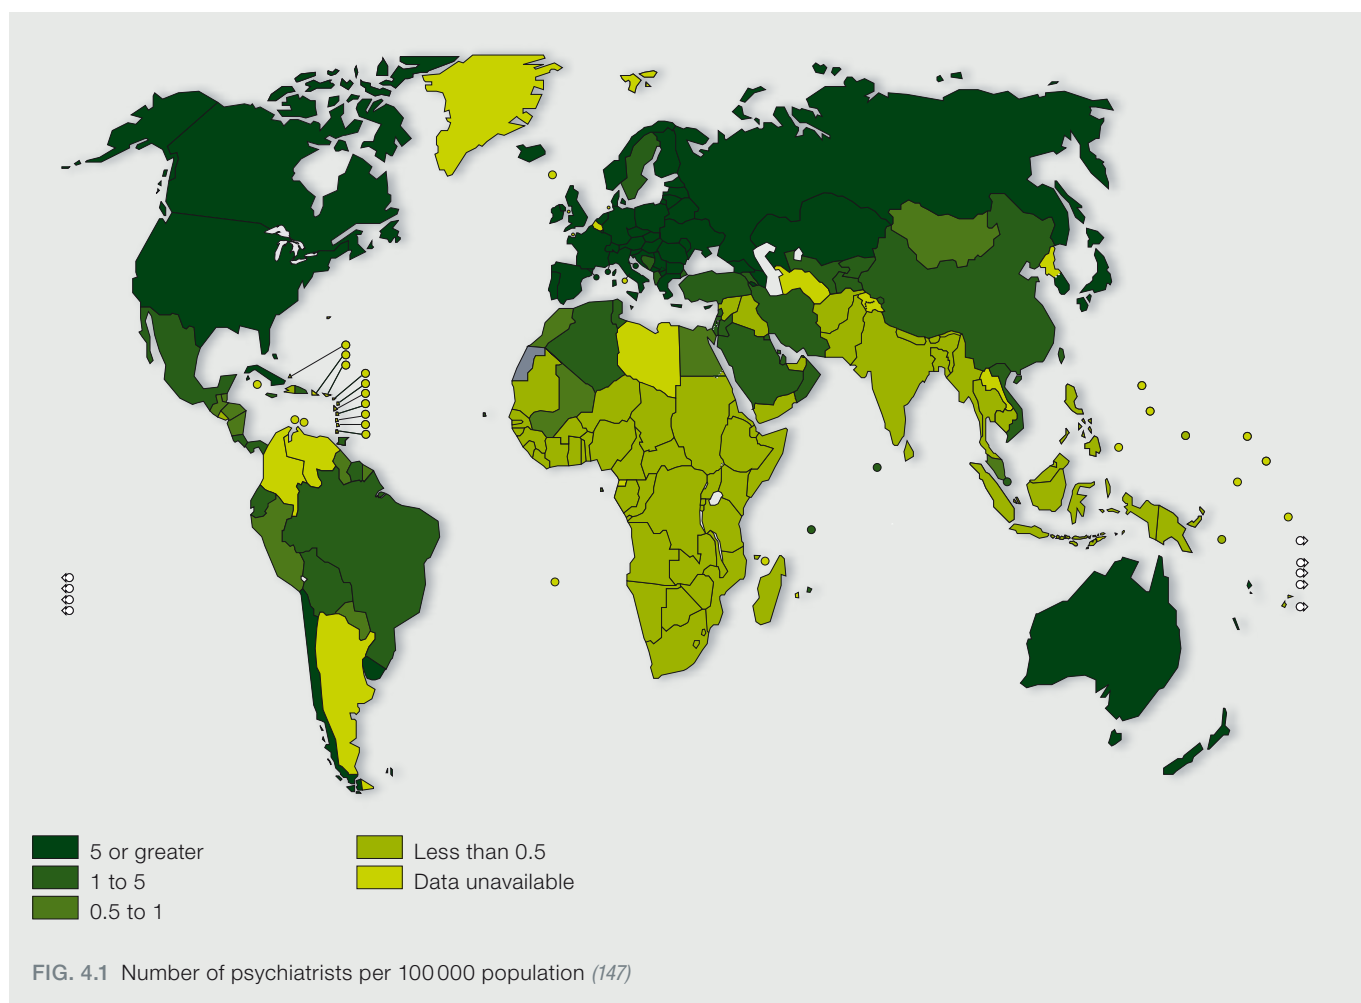 5 or greater
1 to 5
0.5 to 1
Less than 0.5
Data unavailable
FIG. 4.1 Number of psychiatrists per 100 000 population (147)